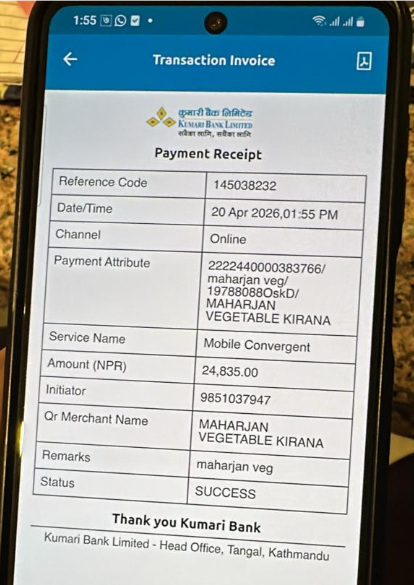 1:55
Transaction Invoice
कुमारी बैंक लिमिटेड
KUMARI BANK LIMITED
सबैका लागि, सधैंका लागि
Payment Receipt
Reference Code 145038232
Date/Time 20 Apr 2026,01:55 PM
Channel Online
Payment Attribute 2222440000383766/
maharjan veg/
19788088OskD/
MAHARJAN
VEGETABLE KIRANA
Service Name Mobile Convergent
Amount (NPR) 24,835.00
Initiator 9851037947
Qr Merchant Name MAHARJAN
VEGETABLE KIRANA
Remarks maharjan veg
Status SUCCESS
Thank you Kumari Bank
Kumari Bank Limited - Head Office, Tangal, Kathmandu